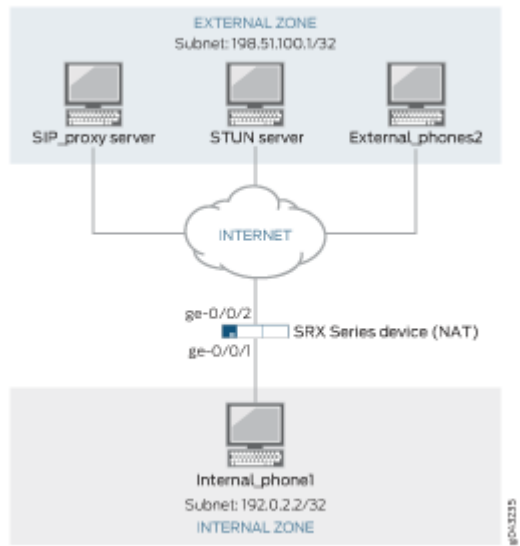 EXTERNAL ZONE
Subnet: 198.51.100.1/32
SIP_proxy server
STUN server
External_phones2
INTERNET
ge-0/0/2
SRX Series device (NAT)
ge-0/0/1
Internal_phone1
Subnet: 192.0.2.2/32
INTERNAL ZONE
g043235